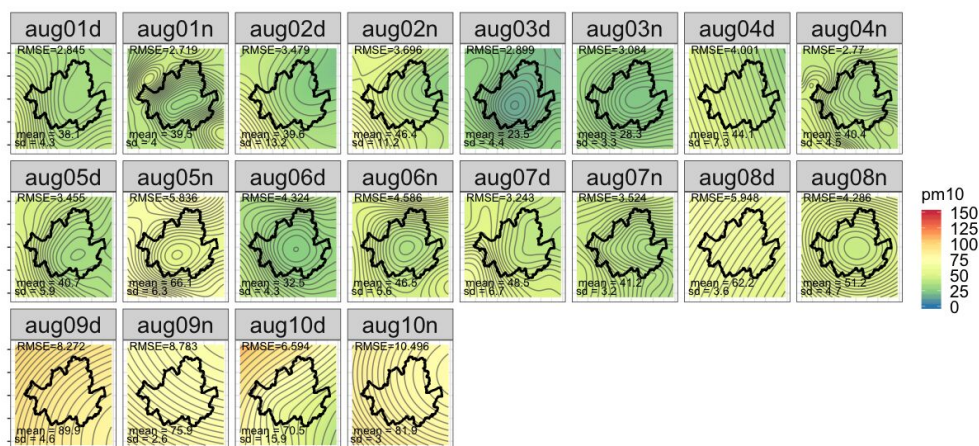 aug01d aug01n aug02d aug02n aug03d aug03n aug04d aug04n
RMSE=2.845 RMSE=2.719 RMSE=3.479 RMSE=3.696 RMSE=2.899 RMSE=3.084 RMSE=4.001 RMSE=2.77
mean = 38.1 mean = 39.5 mean = 39.6 mean = 46.4 mean = 23.5 mean = 28.3 mean = 44.1 mean = 40.4
sd = 4.3 sd = 4 sd = 13.2 sd = 11.2 sd = 4.4 sd = 3.3 sd = 7.3 sd = 4.5
aug05d aug05n aug06d aug06n aug07d aug07n aug08d aug08n
RMSE=3.455 RMSE=5.836 RMSE=4.324 RMSE=4.586 RMSE=3.243 RMSE=3.524 RMSE=5.948 RMSE=4.286
mean = 40.7 mean = 66.1 mean = 32.5 mean = 46.5 mean = 48.5 mean = 41.2 mean = 62.2 mean = 51.2
sd = 5.9 sd = 6.3 sd = 4.3 sd = 5.6 sd = 6.7 sd = 3.2 sd = 3.6 sd = 4.7
pm10
150
125
100
75
50
25
0
aug09d aug09n aug10d aug10n
RMSE=8.272 RMSE=8.783 RMSE=6.594 RMSE=10.496
mean = 89.9 mean = 75.9 mean = 70.5 mean = 81.9
sd = 4.6 sd = 2.6 sd = 15.9 sd = 3